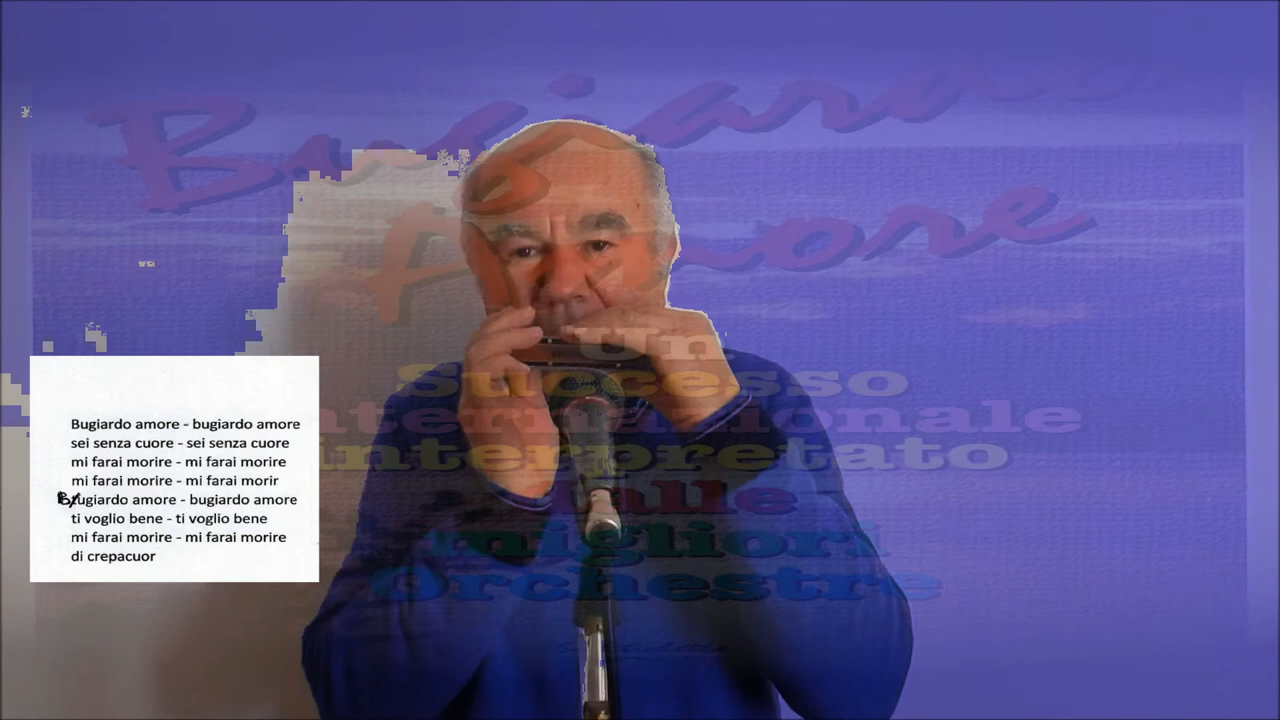 Bugiardo
Amore
Un
Successo
Internazionale
interpretato
dalle
migliori
Orchestre
Bugiardo amore - bugiardo amore
sei senza cuore - sei senza cuore
mi farai morire - mi farai morire
mi farai morire - mi farai morir
Bugiardo amore - bugiardo amore
ti voglio bene - ti voglio bene
mi farai morire - mi farai morire
di crepacuor